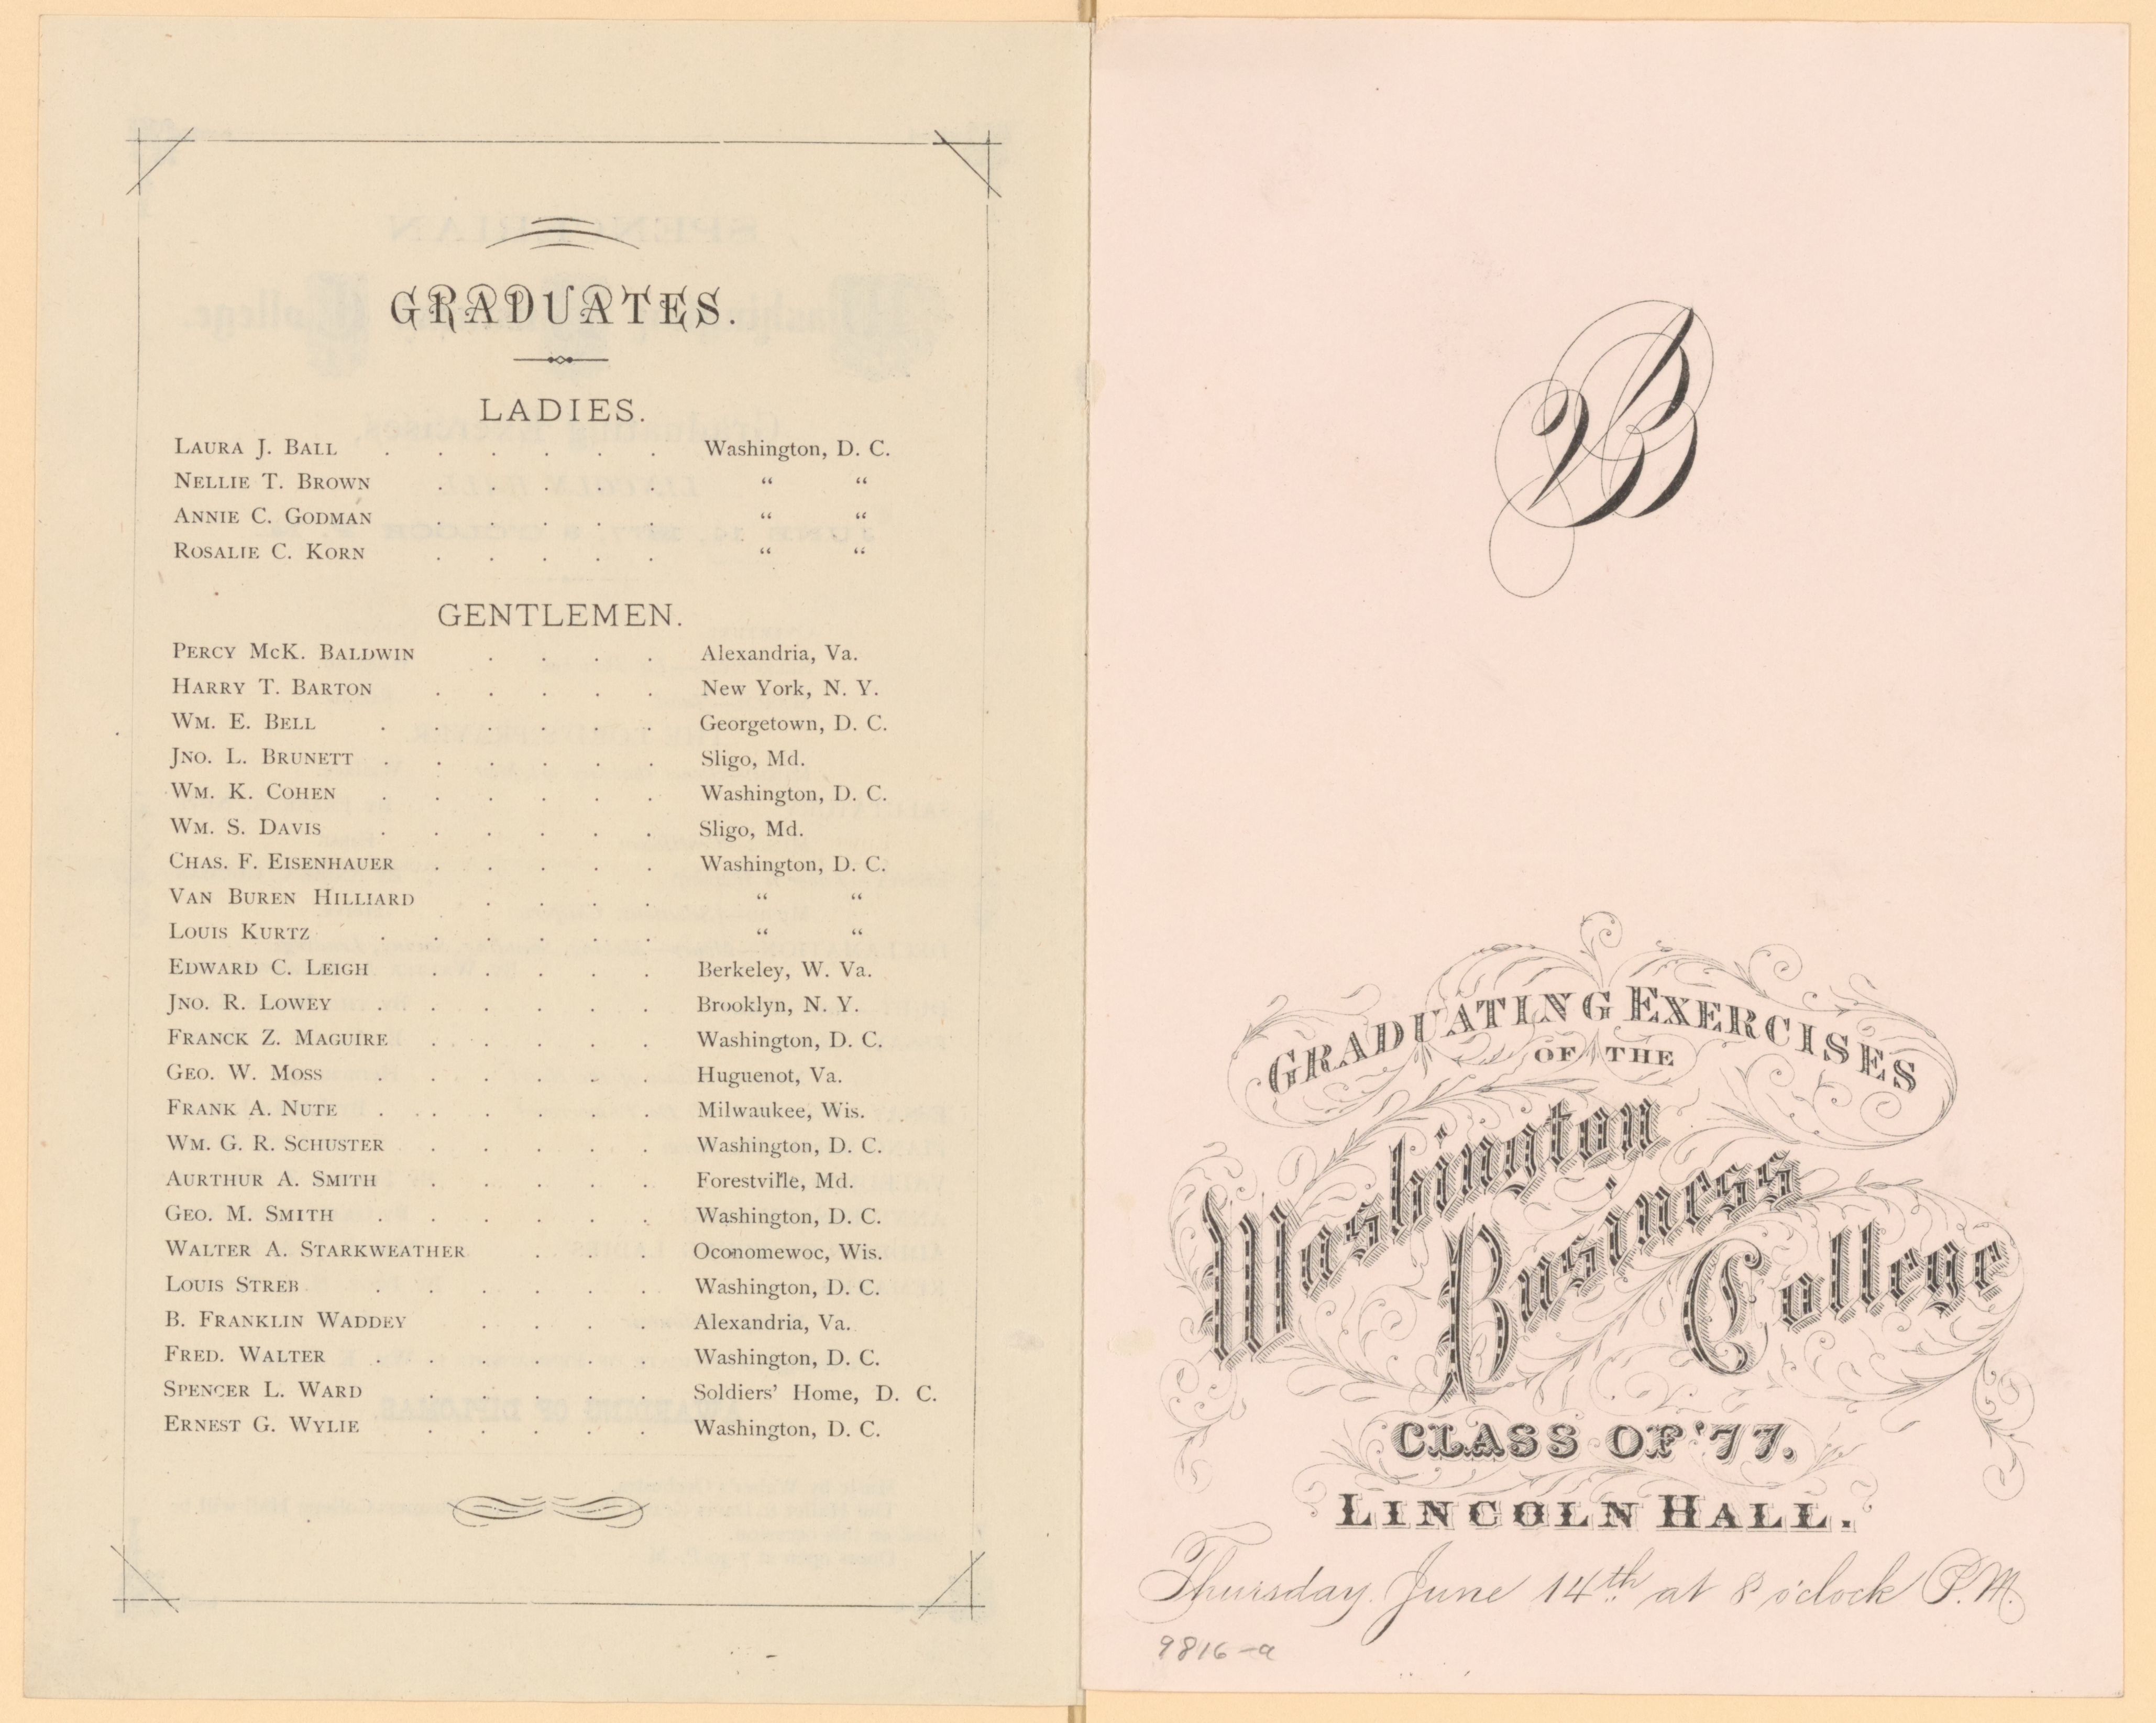 GRADUATES.
LADIES.
LAURA J. BALL . . . . . . Washington, D. C.
NELLIE T. BROWN . . . . . “ “
ANNIE C. GODMAN . . . . . “ “
ROSALIE C. KORN . . . . . “ “
GENTLEMEN.
PERCY McK. BALDWIN . . . . Alexandria, Va.
HARRY T. BARTON . . . . . New York, N. Y.
WM. E. BELL . . . . . . Georgetown, D. C.
JNO. L. BRUNETT . . . . . . Sligo, Md.
WM. K. COHEN . . . . . . Washington, D. C.
WM. S. DAVIS . . . . . . Sligo, Md.
CHAS. F. EISENHAUER . . . . . Washington, D. C.
VAN BUREN HILLIARD . . . . “ “
LOUIS KURTZ . . . . . . “ “
EDWARD C. LEIGH . . . . . Berkeley, W. Va.
JNO. R. LOWEY . . . . . . Brooklyn, N. Y.
FRANCK Z. MAGUIRE . . . . . Washington, D. C.
GEO. W. MOSS . . . . . . Huguenot, Va.
FRANK A. NUTE . . . . . . Milwaukee, Wis.
WM. G. R. SCHUSTER . . . . . Washington, D. C.
AURTHUR A. SMITH . . . . . Forestville, Md.
GEO. M. SMITH . . . . . . Washington, D. C.
WALTER A. STARKWEATHER . . . Oconomewoc, Wis.
LOUIS STREB . . . . . . Washington, D. C.
B. FRANKLIN WADDEY . . . . Alexandria, Va.
FRED. WALTER . . . . . . Washington, D. C.
SPENCER L. WARD . . . . . Soldiers’ Home, D. C.
ERNEST G. WYLIE . . . . . Washington, D. C.
B
GRADUATING EXERCISES
OF THE
Washington
Business
College
CLASS OF '77.
LINCOLN HALL.
Thursday June 14th at 8 o'clock P.M.
9816-a